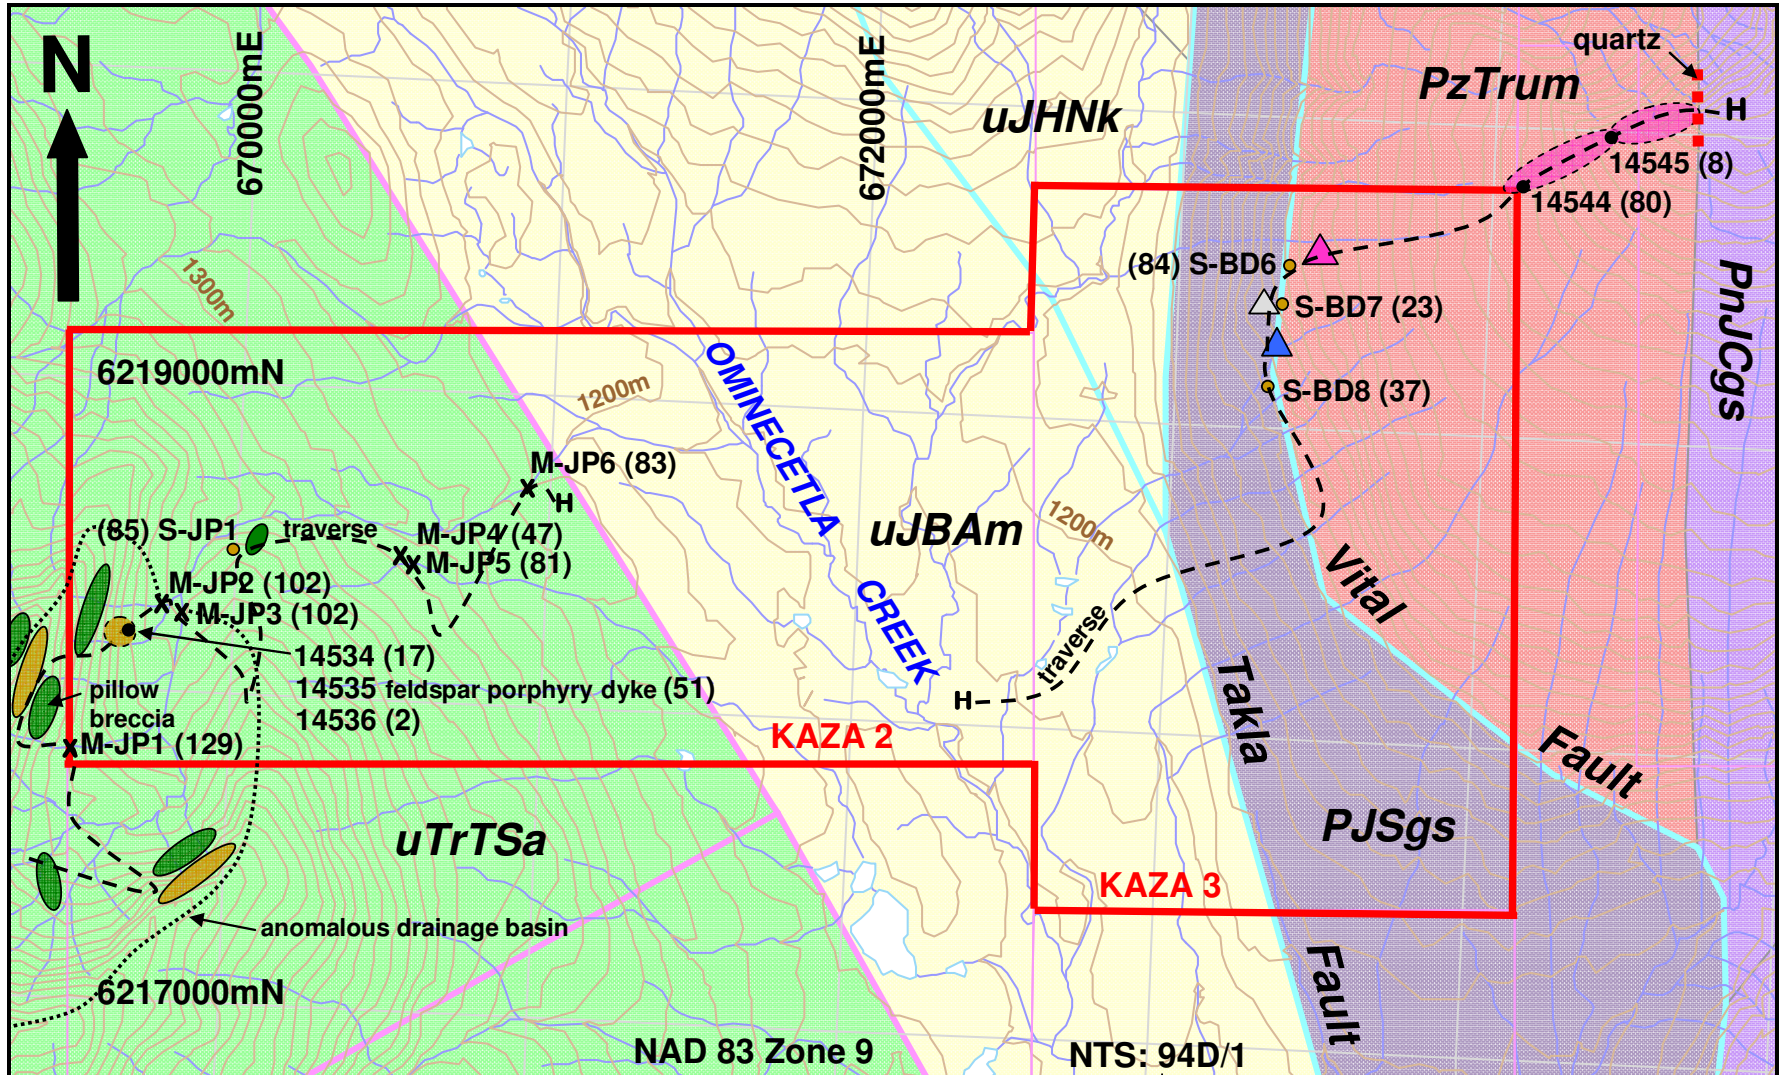 N
670000mE
672000mE
uJHNk
PzTrum
quartz
H
14545 (8)
14544 (80)
(84) S-BD6
S-BD7 (23)
S-BD8 (37)
PnJCgs
1300m
6219000mN
1200m
OMINECETLA
CREEK
M-JP6 (83)
H
(85) S-JP1
traverse
M-JP4 (47)
M-JP5 (81)
uJBAm
1200m
M-JP2 (102)
M-JP3 (102)
14534 (17)
14535 feldspar porphyry dyke (51)
14536 (2)
pillow
breccia
M-JP1 (129)
H
traverse
Vital
Fault
Takla
Fault
KAZA 2
KAZA 3
uTrTSa
PJSgs
anomalous drainage basin
6217000mN
NAD 83 Zone 9
NTS: 94D/1